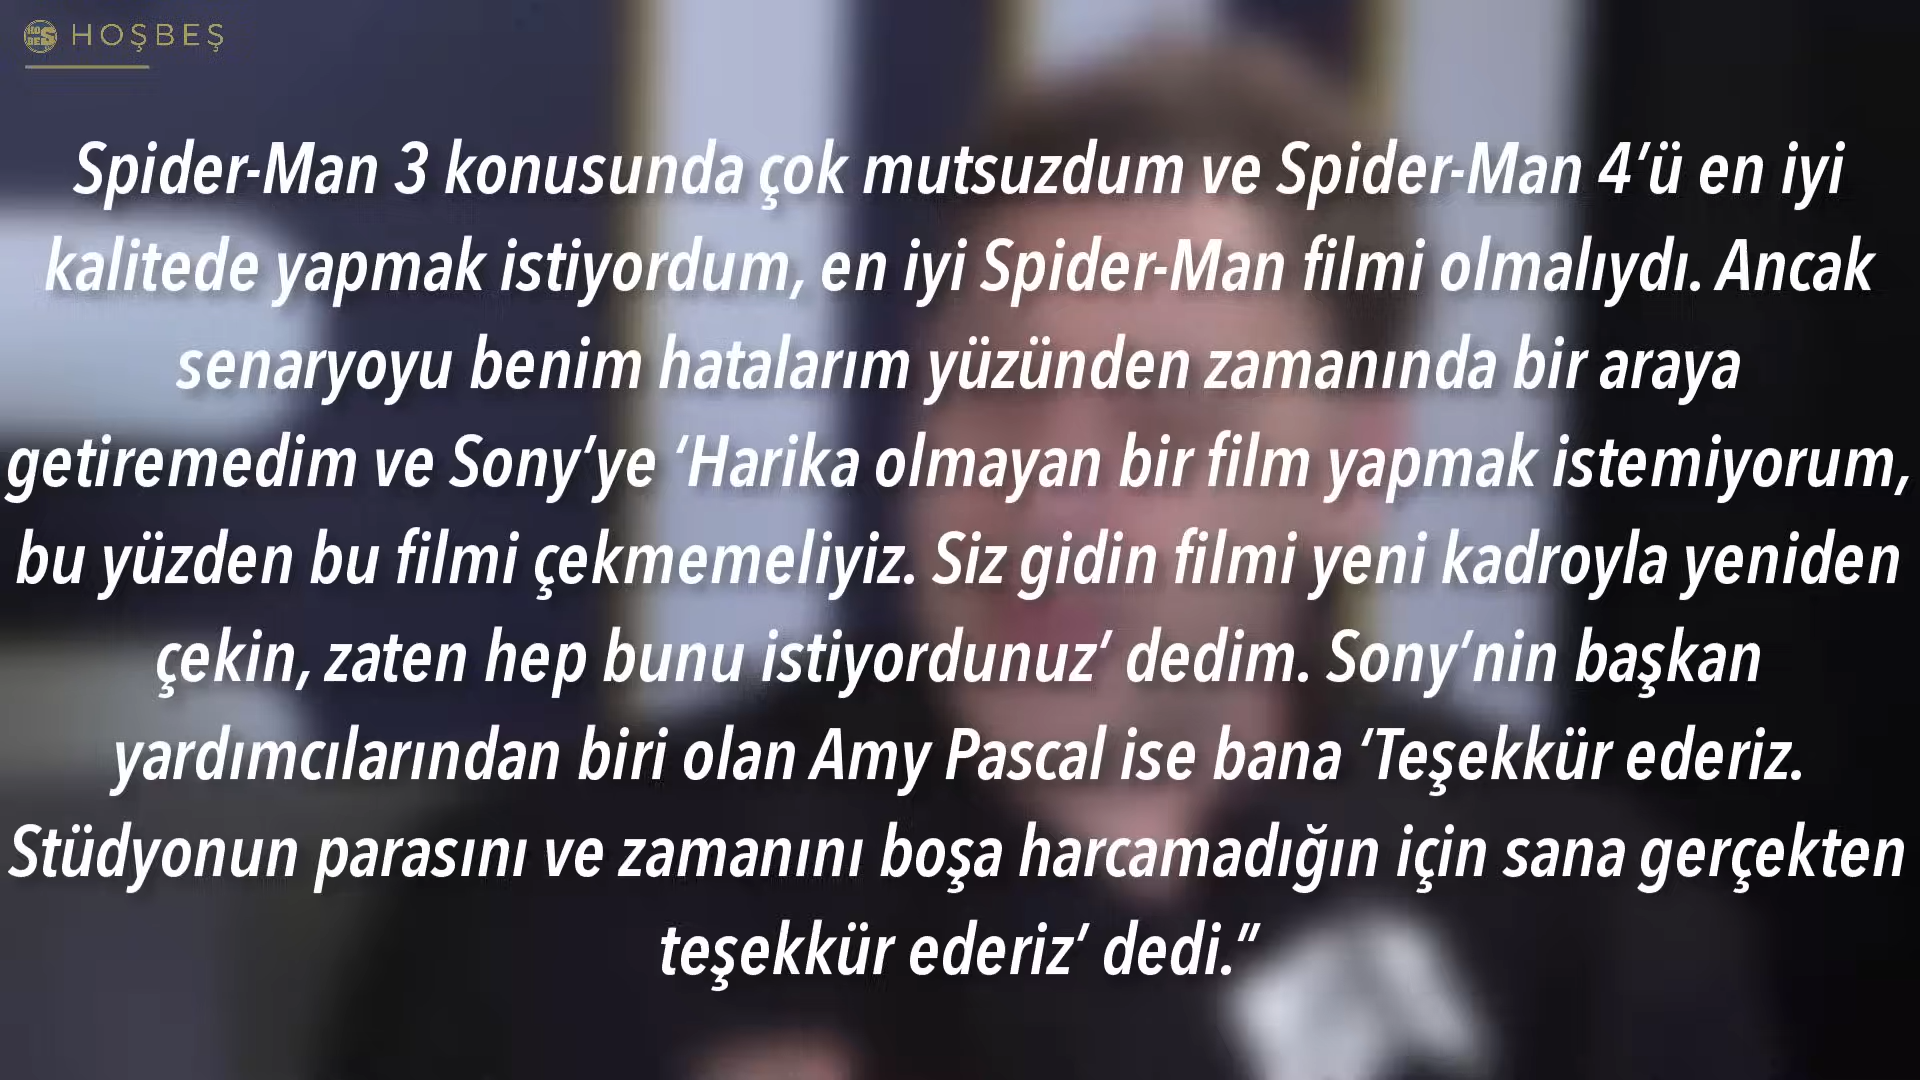 HOŞBEŞ
Spider-Man 3 konusunda çok mutsuzdum ve Spider-Man 4’ü en iyi
kalitede yapmak istiyordum, en iyi Spider-Man filmi olmalıydı. Ancak
senaryoyu benim hatalarım yüzünden zamanında bir araya
getiremedim ve Sony‘ye ‘Harika olmayan bir film yapmak istemiyorum,
bu yüzden bu filmi çekmemeliyiz. Siz gidin filmi yeni kadroyla yeniden
çekin, zaten hep bunu istiyordunuz’ dedim. Sony‘nin başkan
yardımcılarından biri olan Amy Pascal ise bana ‘Teşekkür ederiz.
Stüdyonun parasını ve zamanını boşa harcamadığın için sana gerçekten
teşekkür ederiz’ dedi.”